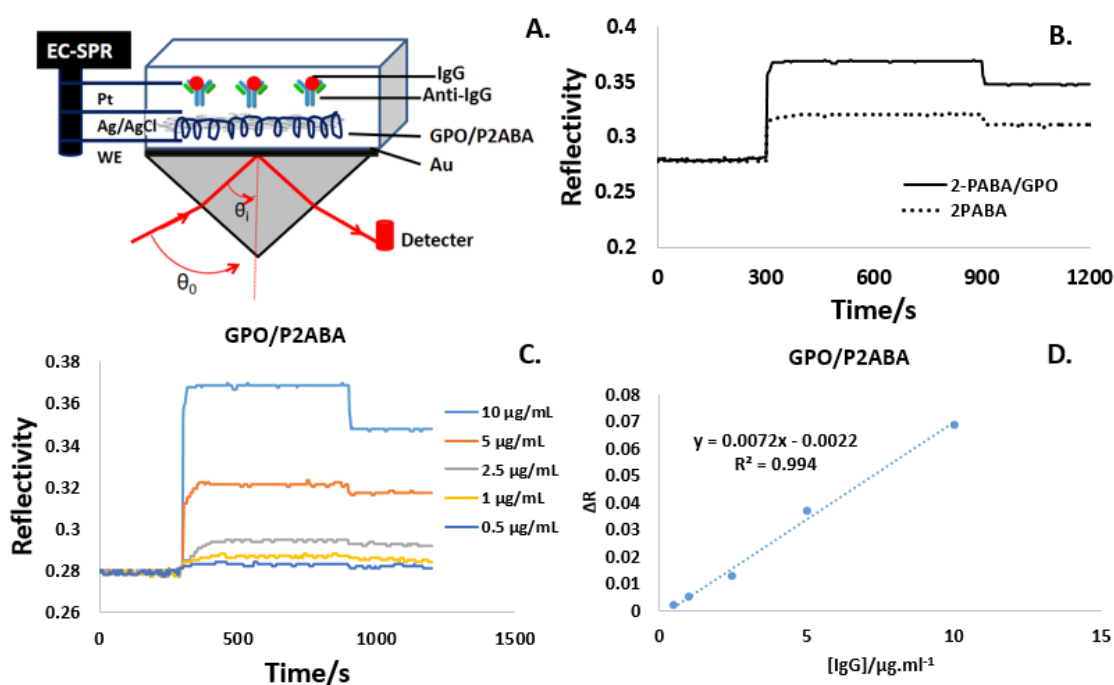 A.
EC-SPR
IgG
Anti-IgG
Pt
Ag/AgCl
GPO/P2ABA
WE
Au
θi
Detecter
θ0
B.
Reflectivity
0.4
0.35
0.3
0.25
0.2
2-PABA/GPO
2PABA
0
300
600
900
1200
Time/s
C.
GPO/P2ABA
Reflectivity
0.38
0.36
0.34
0.32
0.3
0.28
0.26
10 µg/mL
5 µg/mL
2.5 µg/mL
1 µg/mL
0.5 µg/mL
0
500
1000
1500
Time/s
D.
GPO/P2ABA
ΔR
0.08
0.07
0.06
0.05
0.04
0.03
0.02
0.01
0
y = 0.0072x - 0.0022
R² = 0.994
0
5
10
15
[IgG]/µg.ml⁻¹